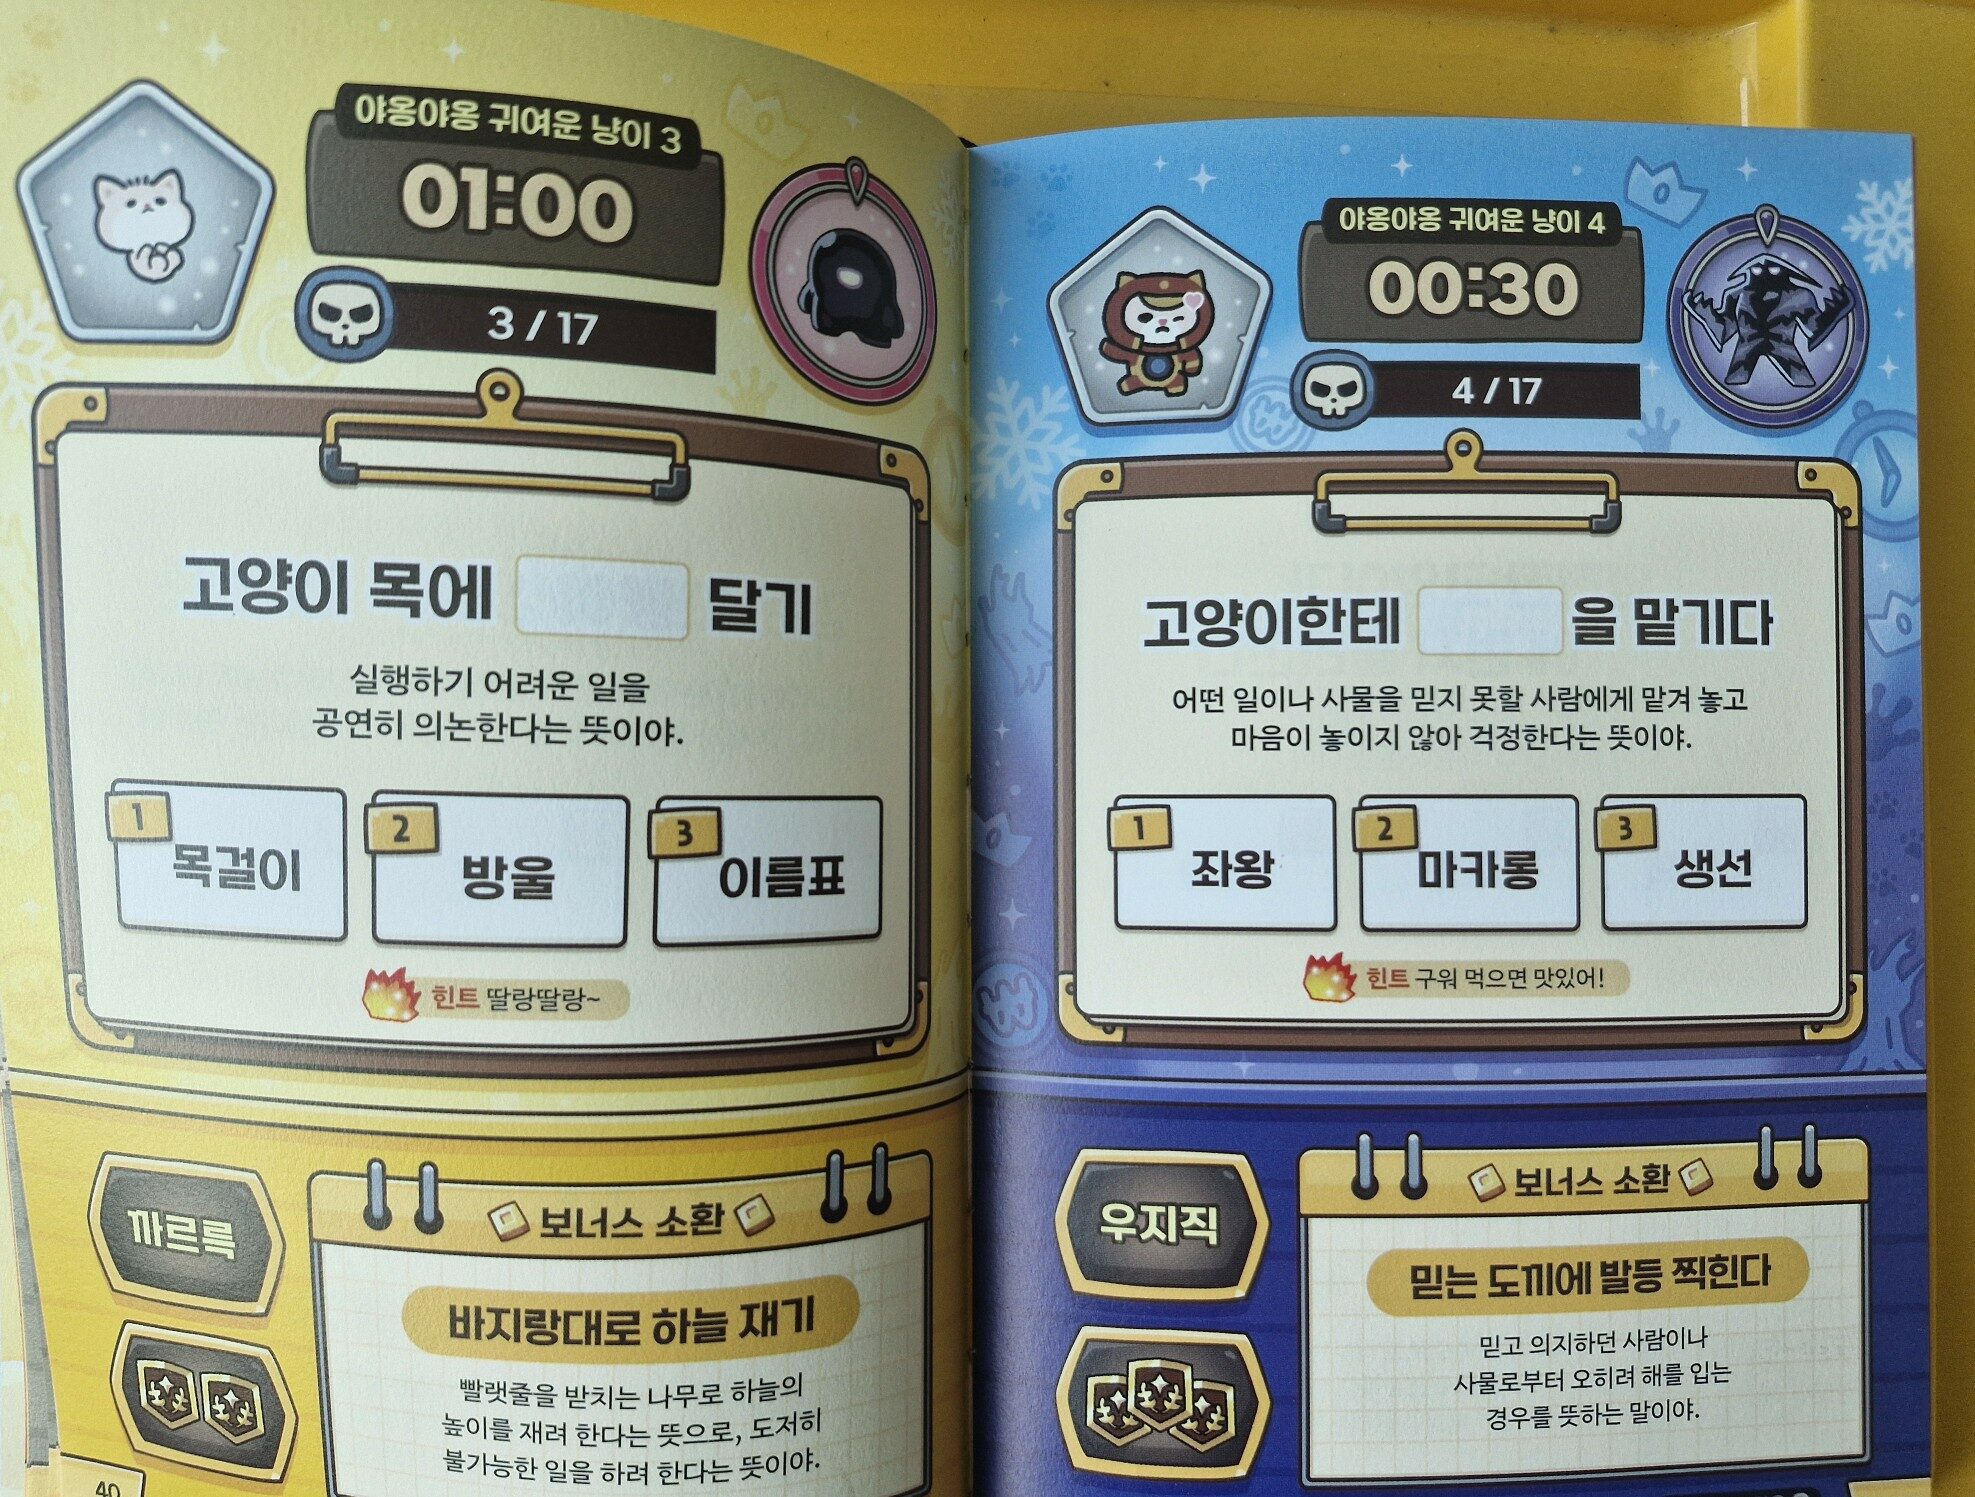 야옹야옹 귀여운 냥이 3
01:00
3 / 17
고양이 목에 달기
실행하기 어려운 일을
공연히 의논한다는 뜻이야.
1
목걸이
2
방울
3
이름표
힌트 딸랑딸랑~
까르륵
보너스 소환
바지랑대로 하늘 재기
빨랫줄을 받치는 나무로 하늘의
높이를 재려 한다는 뜻으로, 도저히
불가능한 일을 하려 한다는 뜻이야.
40
야옹야옹 귀여운 냥이 4
00:30
4 / 17
고양이한테 을 맡기다
어떤 일이나 사물을 믿지 못할 사람에게 맡겨 놓고
마음이 놓이지 않아 걱정한다는 뜻이야.
1
좌왕
2
마카롱
3
생선
힌트 구워 먹으면 맛있어!
우지직
보너스 소환
믿는 도끼에 발등 찍힌다
믿고 의지하던 사람이나
사물로부터 오히려 해를 입는
경우를 뜻하는 말이야.